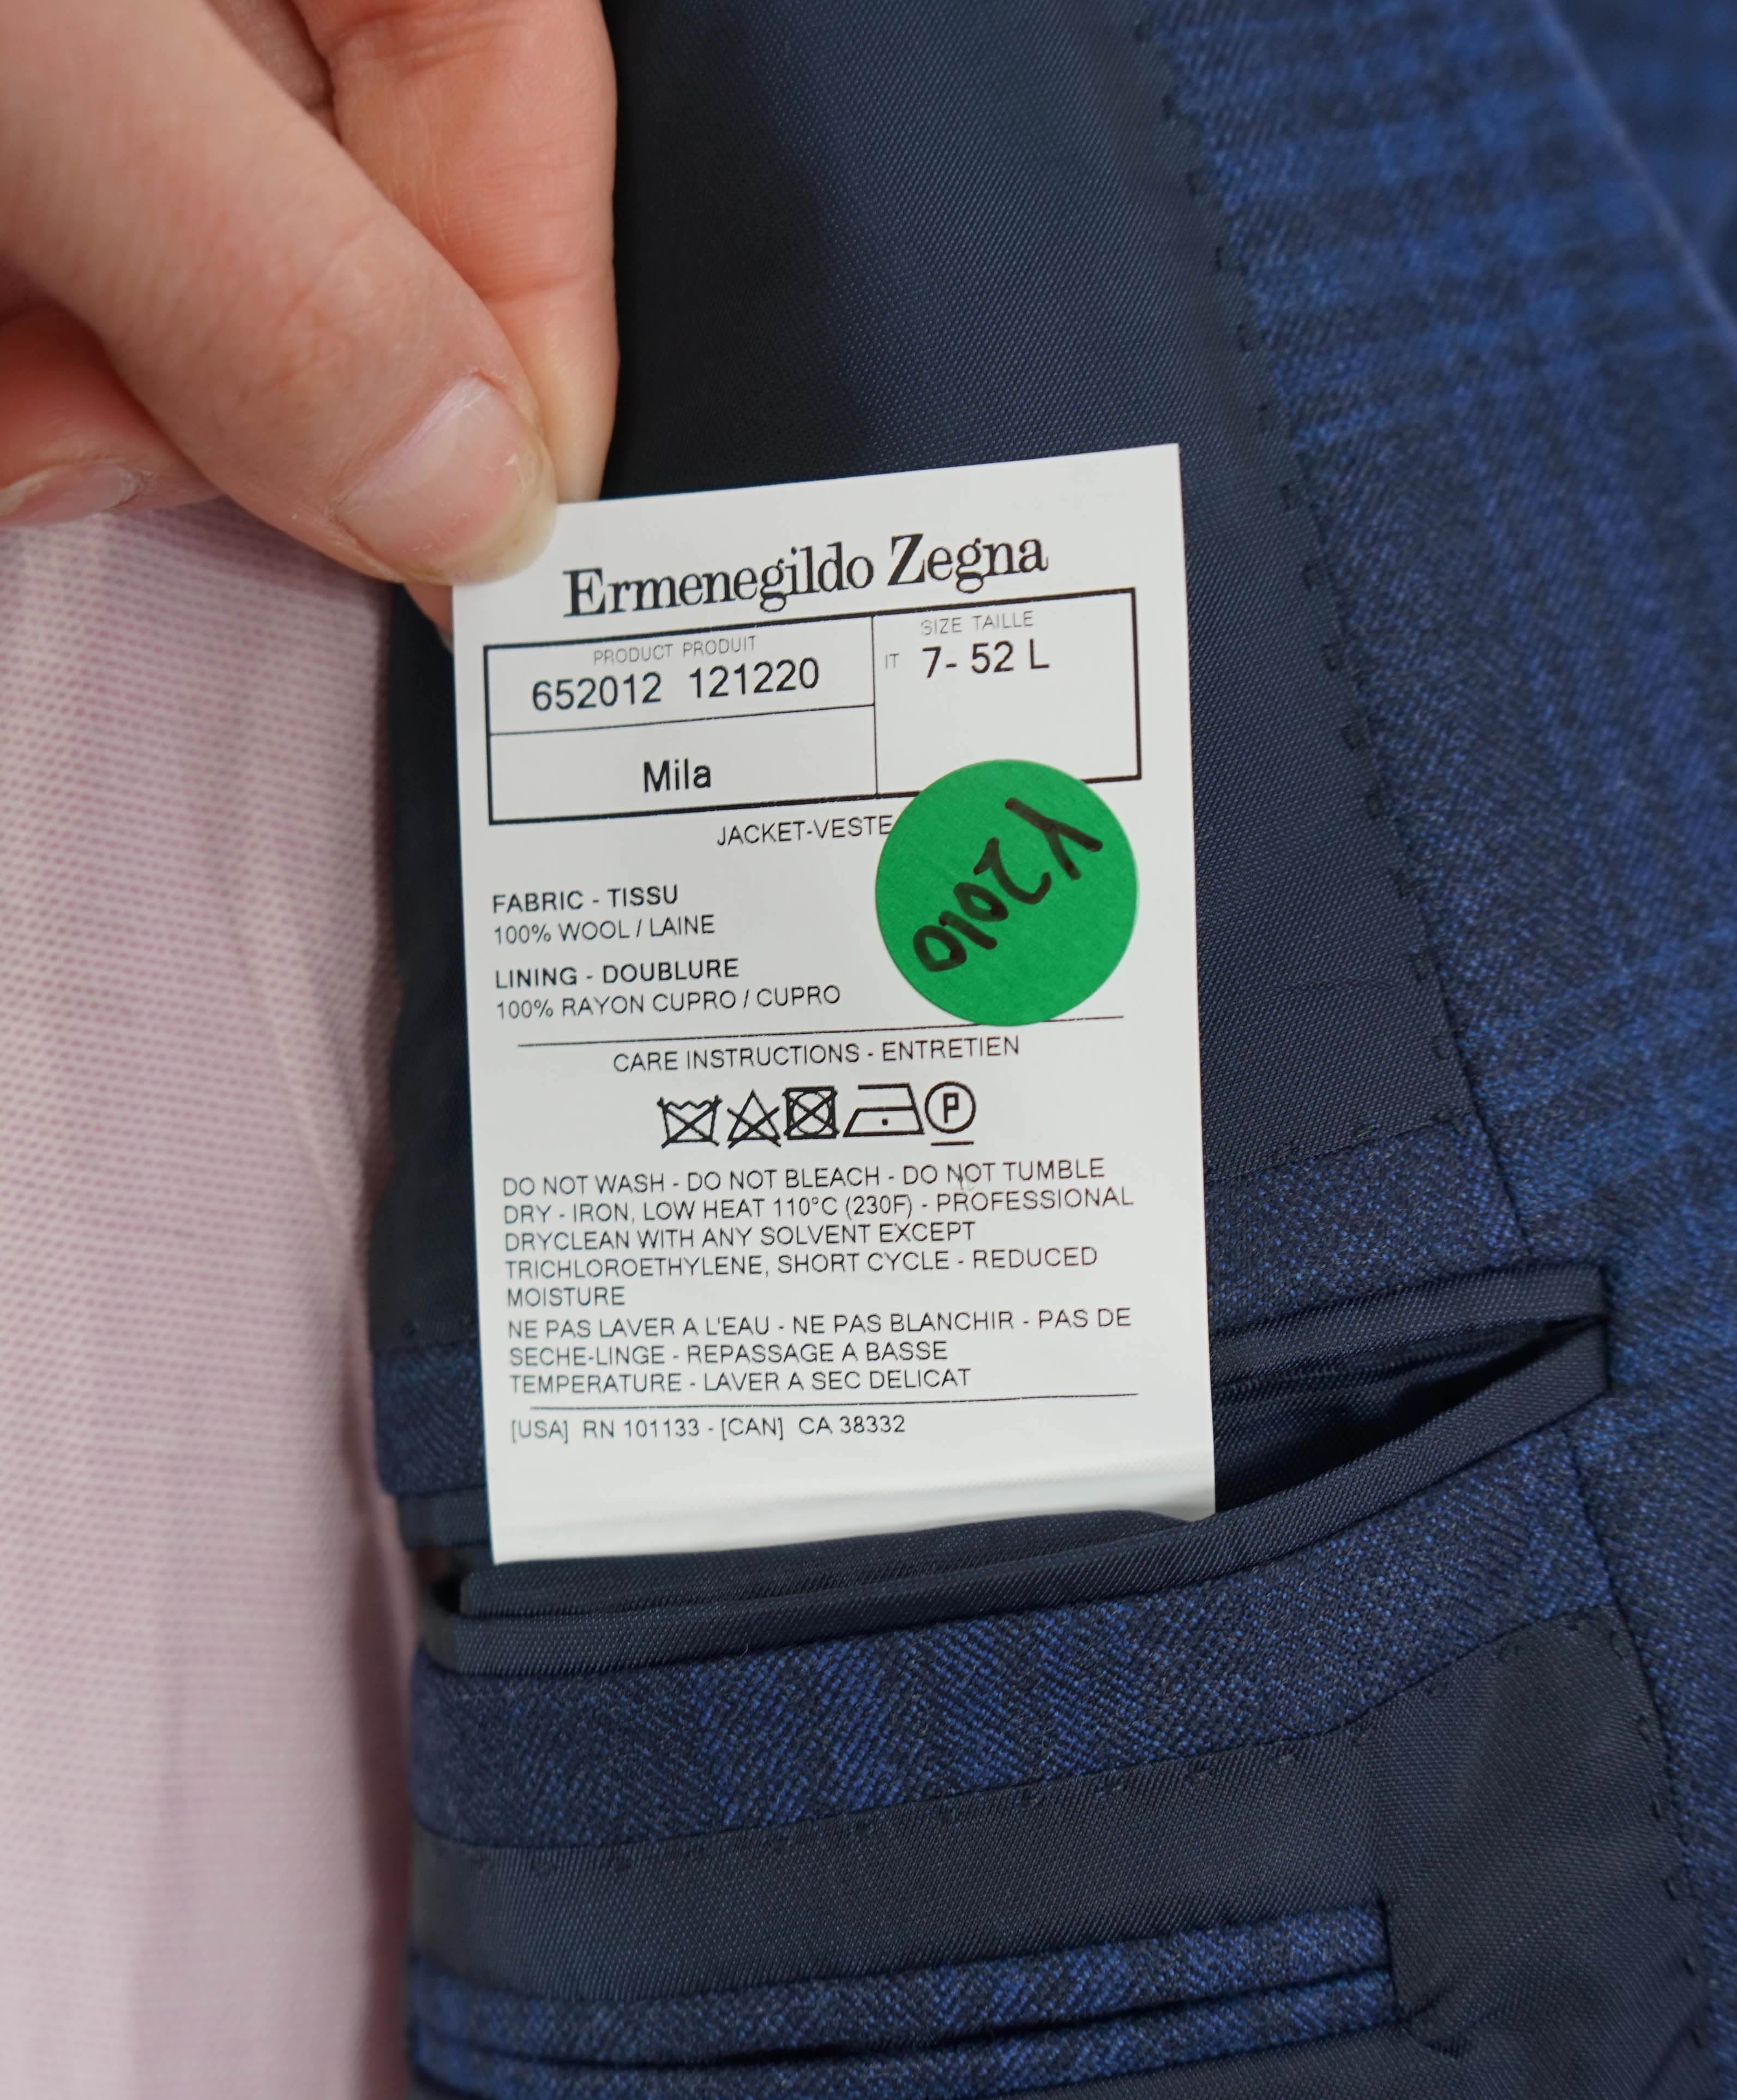 Ermenegildo Zegna
PRODUCT PRODUIT
652012 121220
SIZE TAILLE
IT 7- 52 L
Mila
JACKET-VESTE
Y2010
FABRIC - TISSU
100% WOOL / LAINE
LINING - DOUBLURE
100% RAYON CUPRO / CUPRO
CARE INSTRUCTIONS - ENTRETIEN
P
DO NOT WASH - DO NOT BLEACH - DO NOT TUMBLE
DRY - IRON, LOW HEAT 110°C (230F) - PROFESSIONAL
DRYCLEAN WITH ANY SOLVENT EXCEPT
TRICHLOROETHYLENE, SHORT CYCLE - REDUCED
MOISTURE
NE PAS LAVER A L'EAU - NE PAS BLANCHIR - PAS DE
SECHE-LINGE - REPASSAGE A BASSE
TEMPERATURE - LAVER A SEC DELICAT
[USA] RN 101133 - [CAN] CA 38332